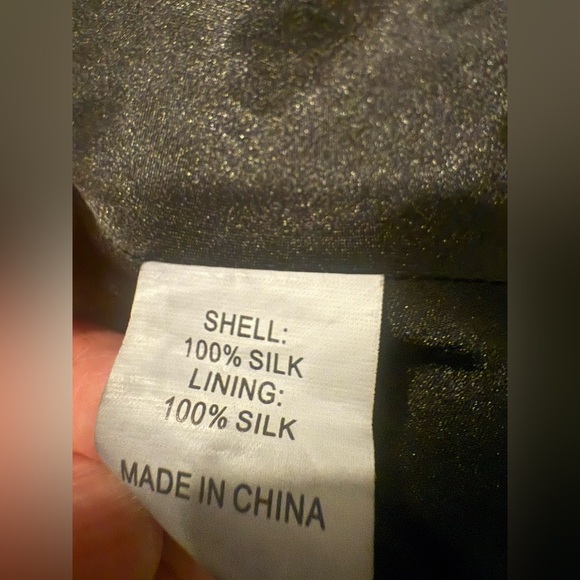 SHELL:
100% SILK
LINING:
100% SILK
MADE IN CHINA